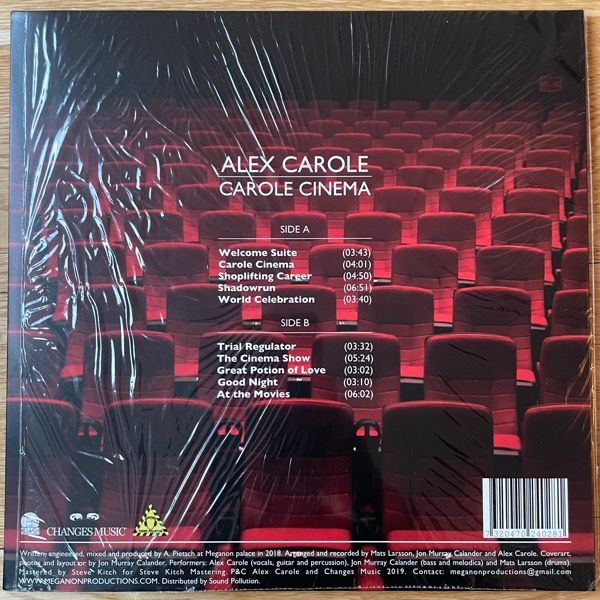 ALEX CAROLE
CAROLE CINEMA
SIDE A
Welcome Suite (03:43)
Carole Cinema (04:01)
Shoplifting Career (04:50)
Shadowrun (06:51)
World Celebration (03:40)
SIDE B
Trial Regulator (03:32)
The Cinema Show (05:24)
Great Potion of Love (03:02)
Good Night (03:10)
At the Movies (06:02)
CHANGES MUSIC
7 320470 240281
Written, engineered, mixed and produced by A. Pietsch at Meganon palace in 2018. Arranged and recorded by Mats Larsson, Jon Murray Calander and Alex Carole. Coverart,
photos and layout by Jon Murray Calander. Performers: Alex Carole (vocals, guitar and percussion), Jon Murray Calander (bass and melodica) and Mats Larsson (drums).
Mastered by Steve Kitch for Steve Kitch Mastering. P&C Alex Carole and Changes Music 2019. Contact: meganonproductions@gmail.com
WWW.MEGANONPRODUCTIONS.COM. Distributed by Sound Pollution.